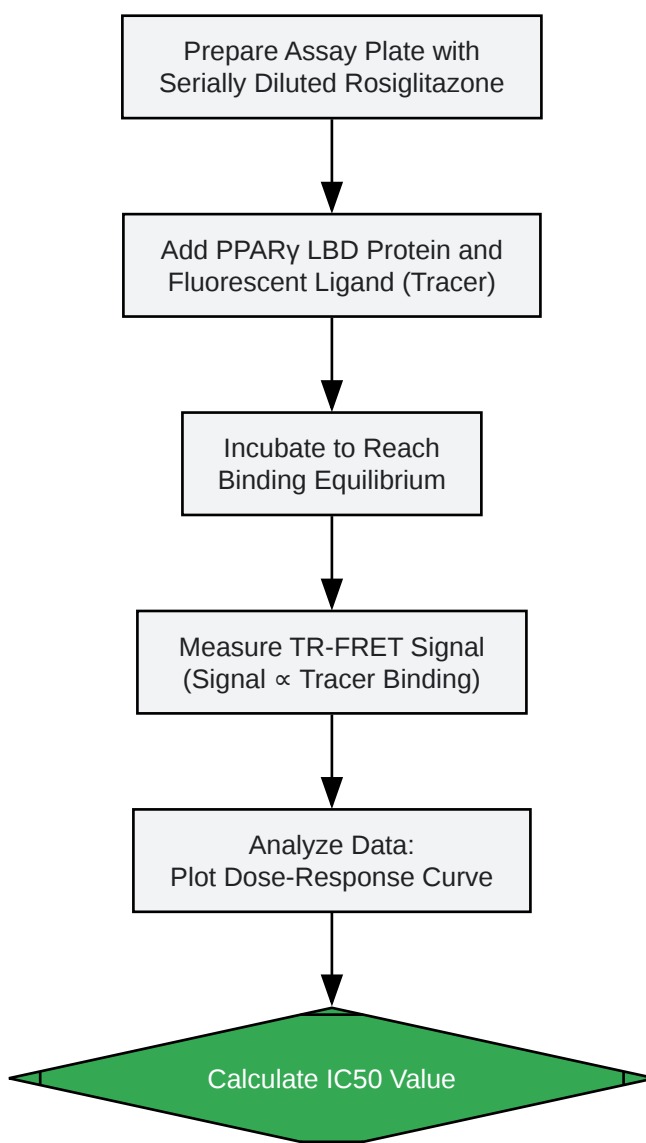 Prepare Assay Plate with
Serially Diluted Rosiglitazone
Add PPARγ LBD Protein and
Fluorescent Ligand (Tracer)
Incubate to Reach
Binding Equilibrium
Measure TR-FRET Signal
(Signal ∝ Tracer Binding)
Analyze Data:
Plot Dose-Response Curve
Calculate IC50 Value